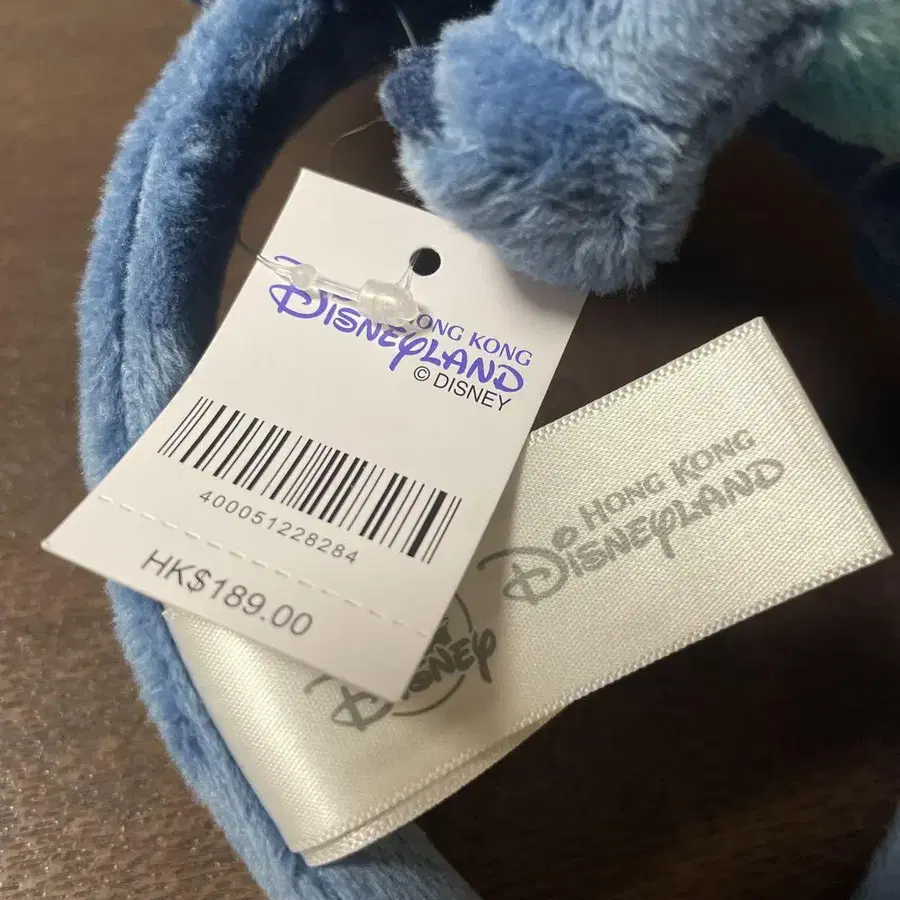 HONG KONG
DISNEYLAND
© DISNEY
400051228284
HK$189.00
HONG KONG
DISNEYLAND
DISNEY